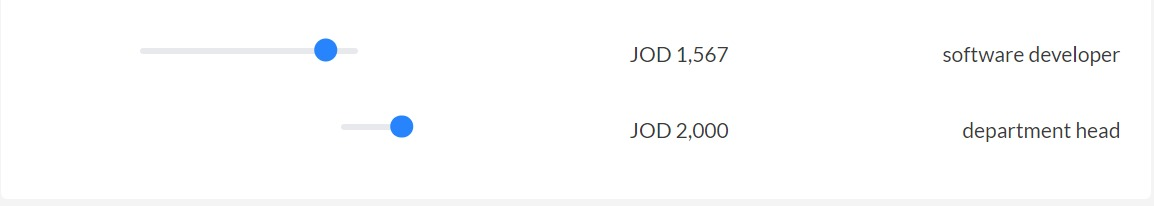 JOD 1,567 software developer
JOD 2,000 department head